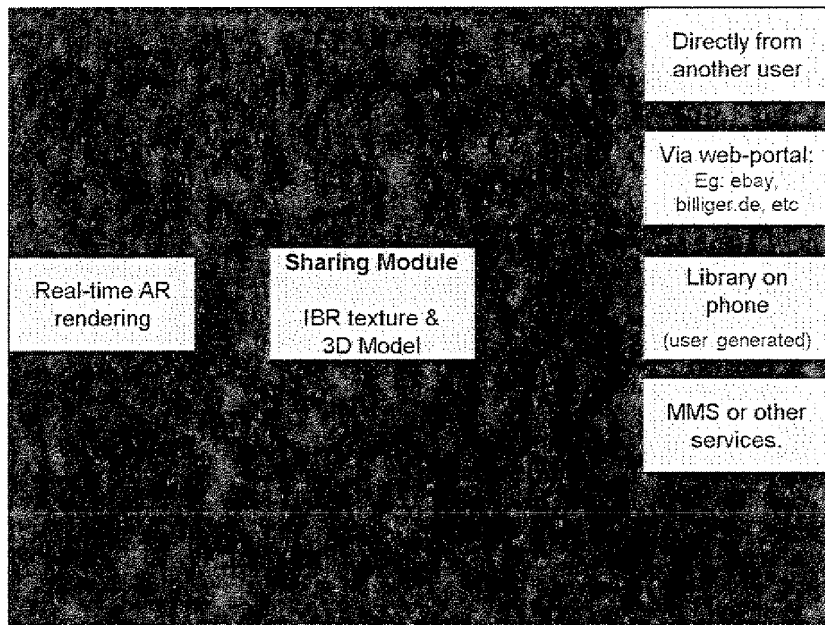 Directly from
another user
Via web-portal:
Eg: ebay,
billiger.de, etc
Real-time AR
rendering
Sharing Module
IBR texture &
3D Model
Library on
phone
(user generated)
MMS or other
services.